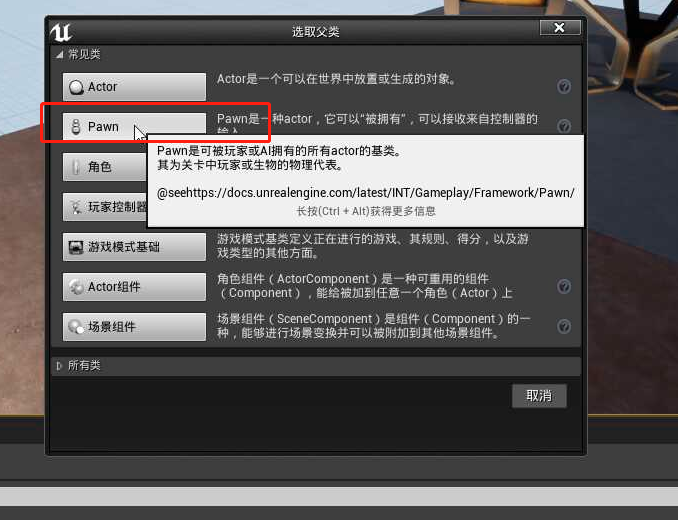 选取父类
常见类
Actor
Actor是一个可以在世界中放置或生成的对象。
Pawn
Pawn是一种actor，它可以“被拥有”，可以接收来自控制器的
输入
Pawn是可被玩家或AI拥有的所有actor的基类。
其为关卡中玩家或生物的物理代表。
@seehttps://docs.unrealengine.com/latest/INT/Gameplay/Framework/Pawn/
长按(Ctrl + Alt)获得更多信息
角色
玩家控制器
游戏模式基础
游戏模式基类定义正在进行的游戏、其规则、得分，以及游
戏类型的其他方面。
Actor组件
角色组件（ActorComponent）是一种可重用的组件
（Component），能给被加到任意一个角色（Actor）上
场景组件
场景组件（SceneComponent）是组件（Component）的一
种，能够进行场景变换并可以被附加到其他场景组件。
所有类
取消